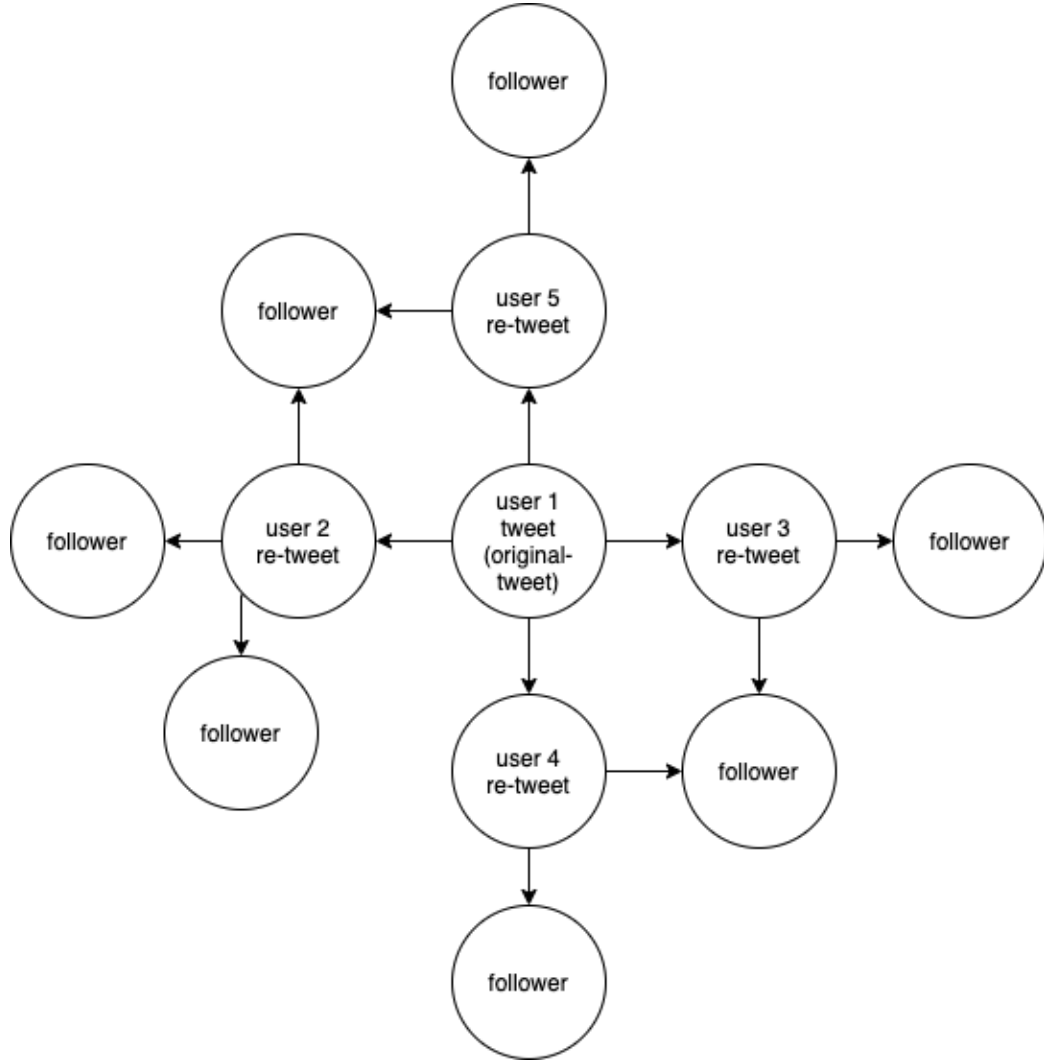 follower
follower
user 5
re-tweet
follower
user 2
re-tweet
user 1
tweet
(original-
tweet)
user 3
re-tweet
follower
follower
user 4
re-tweet
follower
follower